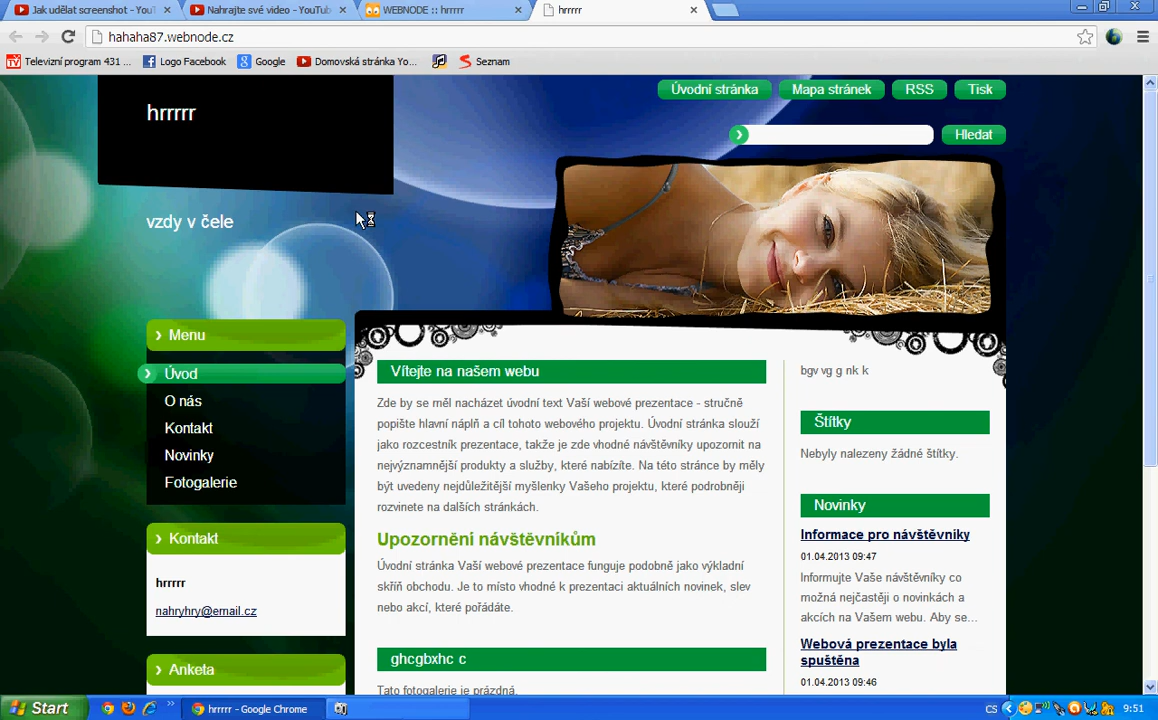 Jak udělat screenshot - YouT
Nahrajte své video - YouTub
WEBNODE :: hrrrrr
hrrrrr
hahaha87.webnode.cz
Televizní program 431 ...
Logo Facebook
Google
Domovská stránka Yo...
Seznam
hrrrrr
Úvodní stránka
Mapa stránek
RSS
Tisk
Hledat
vzdy v čele
Menu
Úvod
O nás
Kontakt
Novinky
Fotogalerie
Kontakt
hrrrrr
nahryhry@email.cz
Anketa
Vítejte na našem webu
Zde by se měl nacházet úvodní text Vaší webové prezentace - stručně
popište hlavní náplň a cíl tohoto webového projektu. Úvodní stránka slouží
jako rozcestník prezentace, takže je zde vhodné návštěvníky upozornit na
nejvýznamnější produkty a služby, které nabízíte. Na této stránce by měly
být uvedeny nejdůležitější myšlenky Vašeho projektu, které podrobněji
rozvinete na dalších stránkách.
Upozornění návštěvníkům
Úvodní stránka Vaší webové prezentace funguje podobně jako výkladní
skříň obchodu. Je to místo vhodné k prezentaci aktuálních novinek, slev
nebo akcí, které pořádáte.
ghcgbxhc c
Tato fotogalerie je prázdná.
bgv vg g nk k
Štítky
Nebyly nalezeny žádné štítky.
Novinky
Informace pro návštěvníky
01.04.2013 09:47
Informujte Vaše návštěvníky co
možná nejčastěji o novinkách a
akcích na Vašem webu. Aby se...
Webová prezentace byla
spuštěna
01.04.2013 09:46
Start
hrrrrr - Google Chrome
CS
9:51